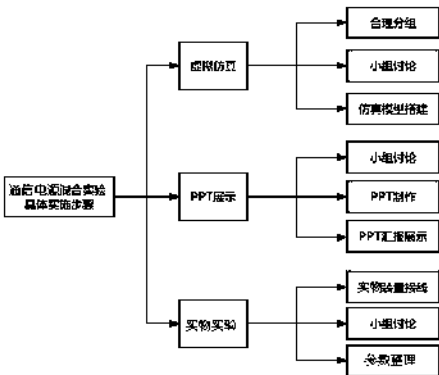 合理分组
虚拟仿真
小组讨论
仿真模型搭建
小组讨论
通信电源混合实验
具体实施步骤
PPT展示
PPT制作
PPT汇报展示
实物装置接线
实物实验
小组讨论
参数整理